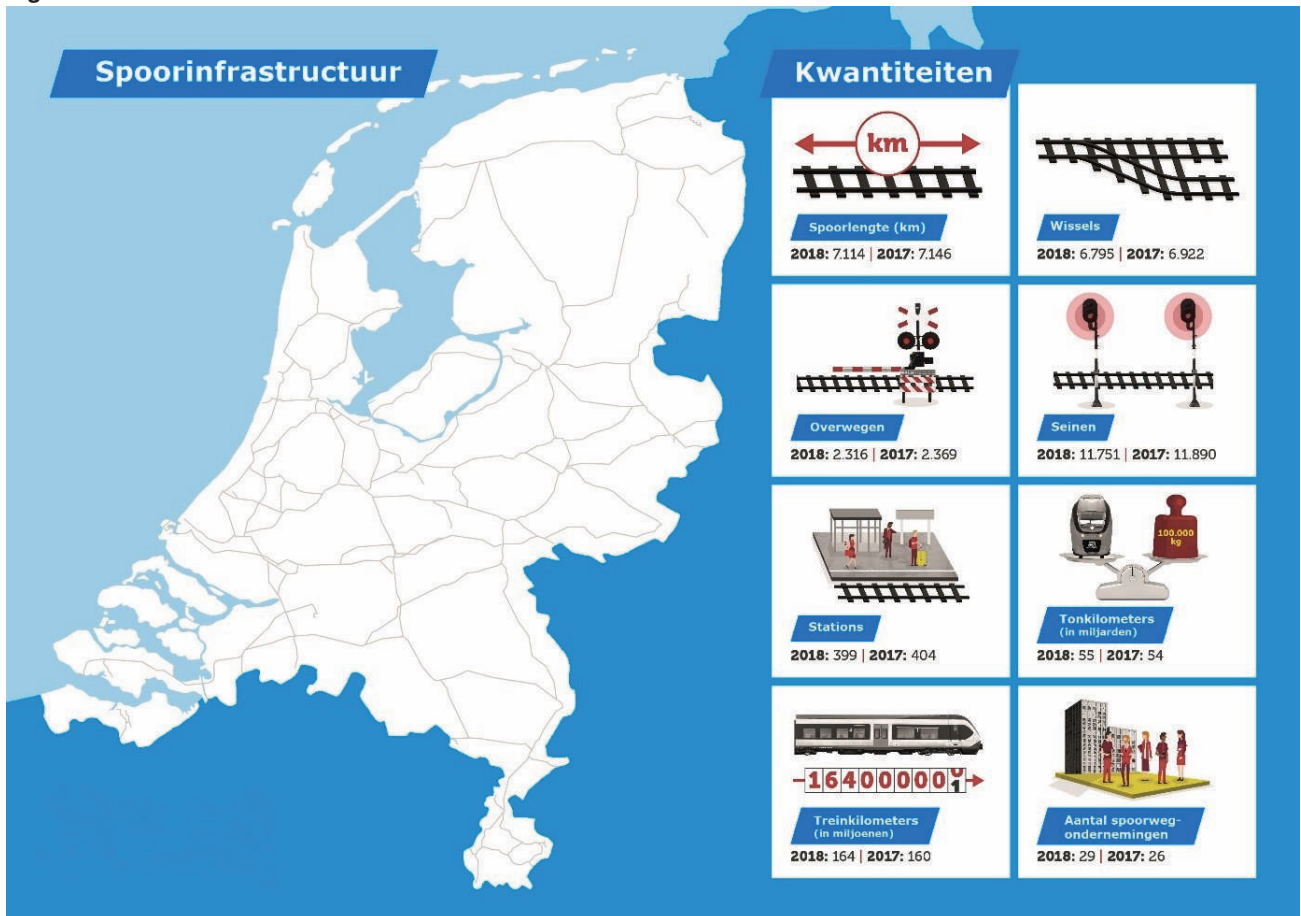 Spoorinfrastructuur
Kwantiteiten
km
Spoorlengte (km)
2018: 7.114 | 2017: 7.146
Wissels
2018: 6.795 | 2017: 6.922
Overwegen
2018: 2.316 | 2017: 2.369
Seinen
2018: 11.751 | 2017: 11.890
Stations
2018: 399 | 2017: 404
100.000
kg
Tonkilometers
(in miljarden)
2018: 55 | 2017: 54
16400000
Treinkilometers
(in miljoenen)
2018: 164 | 2017: 160
Aantal spoorweg-
ondernemingen
2018: 29 | 2017: 26